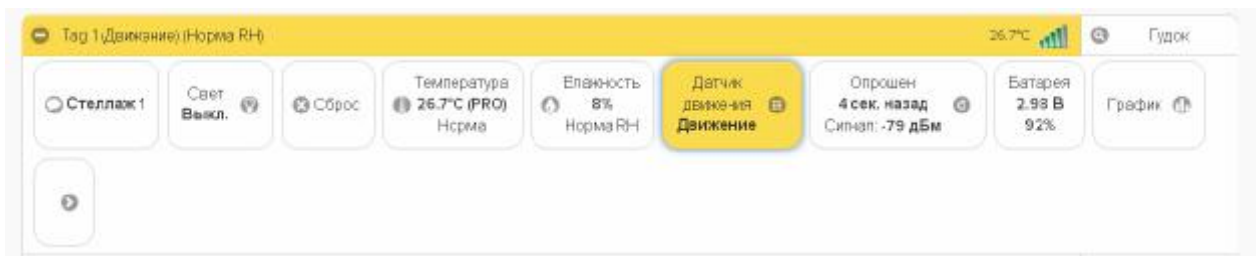 Tag 1 (Движение) (Норма RH)
26.7°C
Гудок
Стеллаж 1
Свет
Выкл.
Сброс
Температура
26.7°C (PRO)
Норма
Влажность
8%
Норма RH
Датчик
движения
Движение
Опрошен
4 сек. назад
Сигнал: -79 дБм
Батарея
2.93 В
92%
График